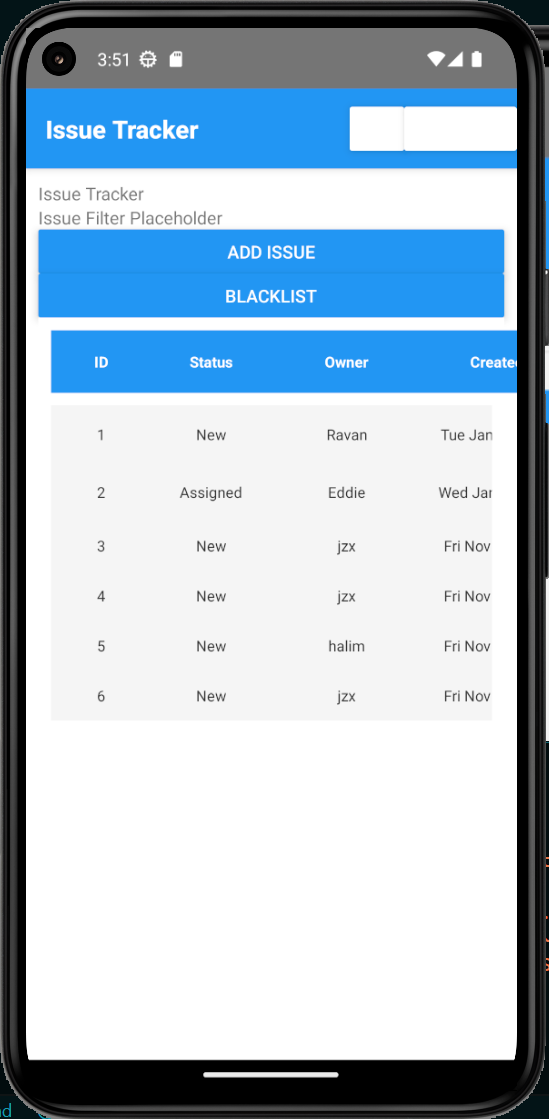 3:51
Issue Tracker
Issue Tracker
Issue Filter Placeholder
ADD ISSUE
BLACKLIST
ID Status Owner Create
1 New Ravan Tue Jan
2 Assigned Eddie Wed Jan
3 New jzx Fri Nov
4 New jzx Fri Nov
5 New halim Fri Nov
6 New jzx Fri Nov